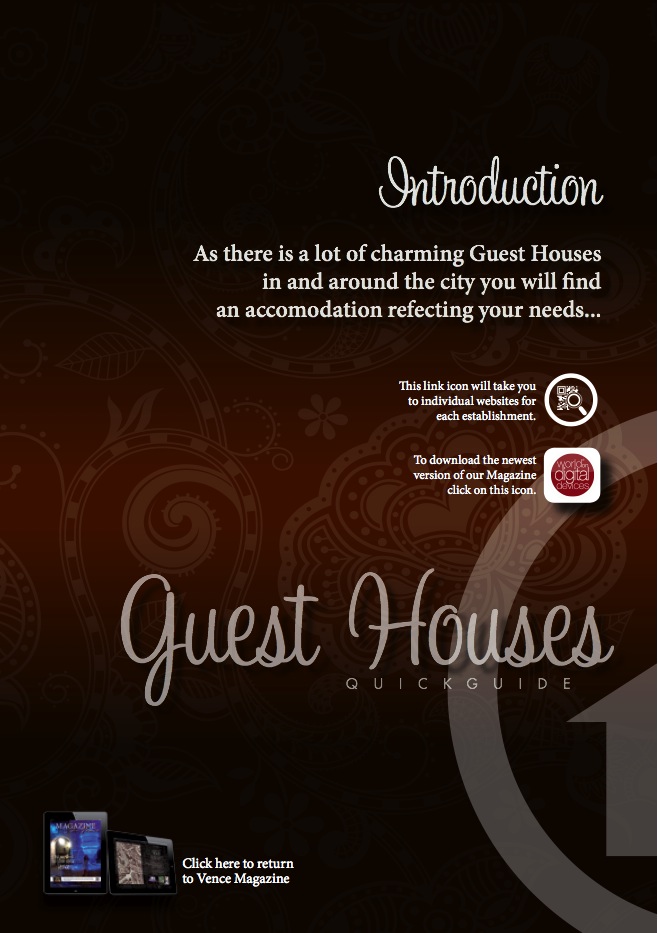 Introduction
As there is a lot of charming Guest Houses
in and around the city you will find
an accomodation refecting your needs...
This link icon will take you
to individual websites for
each establishment.
To download the newest
version of our Magazine
click on this icon.
world on
digital
devices
Guest Houses
QUICKGUIDE
MAGAZINE
Click here to return
to Vence Magazine